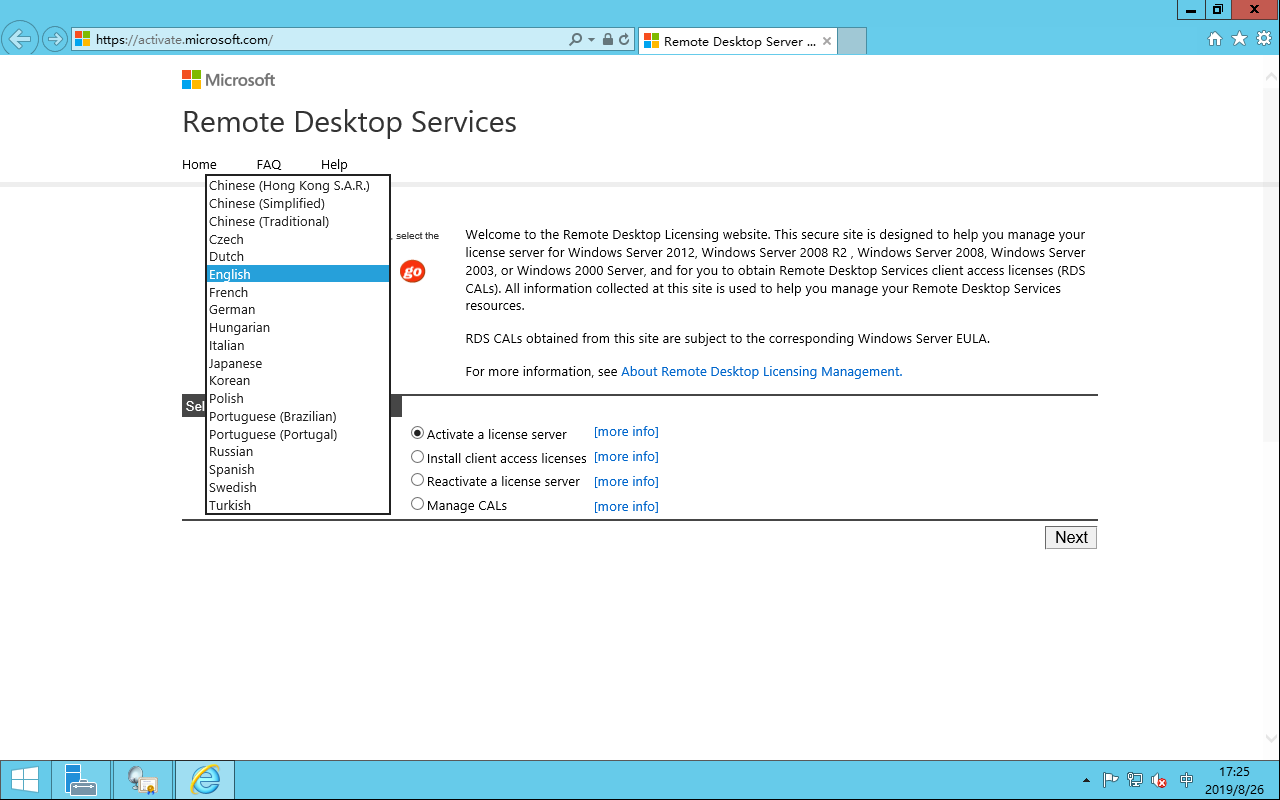 https://activate.microsoft.com/
Remote Desktop Server ...
Microsoft
Remote Desktop Services
Home FAQ Help
Chinese (Hong Kong S.A.R.)
Chinese (Simplified)
Chinese (Traditional)
Czech
Dutch
English
French
German
Hungarian
Italian
Japanese
Korean
Polish
Portuguese (Brazilian)
Portuguese (Portugal)
Russian
Spanish
Swedish
Turkish
, select the
go
Welcome to the Remote Desktop Licensing website. This secure site is designed to help you manage your
license server for Windows Server 2012, Windows Server 2008 R2 , Windows Server 2008, Windows Server
2003, or Windows 2000 Server, and for you to obtain Remote Desktop Services client access licenses (RDS
CALs). All information collected at this site is used to help you manage your Remote Desktop Services
resources.
RDS CALs obtained from this site are subject to the corresponding Windows Server EULA.
For more information, see About Remote Desktop Licensing Management.
Sel
Activate a license server [more info]
Install client access licenses [more info]
Reactivate a license server [more info]
Manage CALs [more info]
Next
中
17:25
2019/8/26